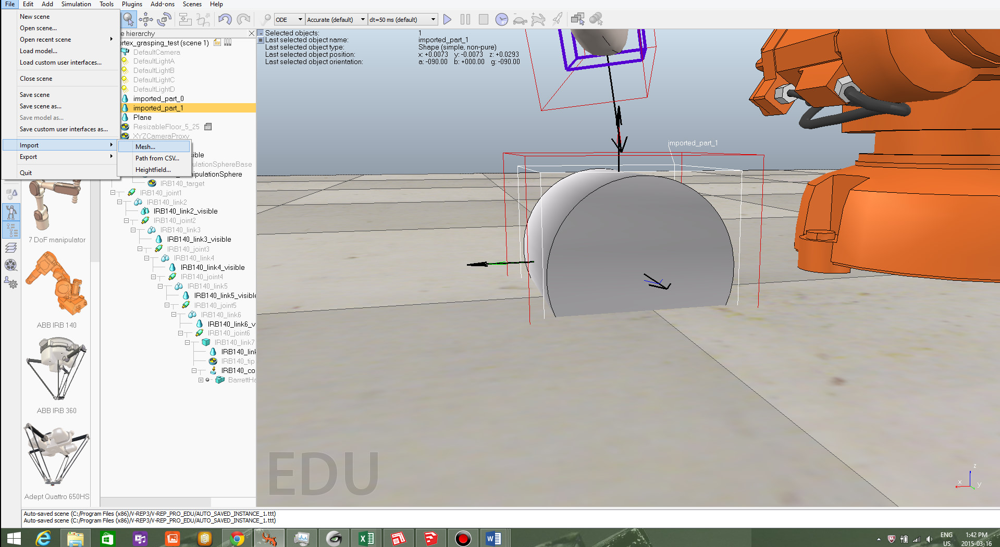 File Edit Add Simulation Tools Plugins Add-ons Scenes Help
New scene
Open scene...
Open recent scene
Load model...
Load custom user interfaces...
Close scene
Save scene
Save scene as...
Save model as...
Save custom user interfaces as...
Import
Export
Quit
Mesh...
Path from CSV...
Heightfield...
ODE
Accurate (default)
dt=50 ms (default)
hierarchy
(scene 1)
DefaultCamera
DefaultLightA
DefaultLightB
DefaultLightC
DefaultLightD
imported_part_0
imported_part_1
Plane
ResizableFloor_5_25
XYZCameraProxy
IRB140_target
IRB140_joint1
IRB140_link2
IRB140_link2_visible
IRB140_joint2
IRB140_link3
IRB140_link3_visible
IRB140_joint3
IRB140_link4
IRB140_link4_visible
IRB140_joint4
IRB140_link5
IRB140_link5_visible
IRB140_joint5
IRB140_link6
IRB140_link6_v
IRB140_joint6
IRB140_link7
IRB140_link
IRB140_tip
IRB140_co
BarrettHa
7 DoF manipulator
ABB IRB 140
ABB IRB 360
Adept Quattro 650HS
Selected objects: 1
Last selected object name: imported_part_1
Last selected object type: Shape (simple, non-pure)
Last selected object position: x: +0.0073 y: -0.0073 z: +0.0293
Last selected object orientation: a: -090.00 b: +000.00 g: -090.00
imported_part_1
EDU
z
x
y
Auto-saved scene (C:/Program Files (x86)/V-REP3/V-REP_PRO_EDU/AUTO_SAVED_INSTANCE_1.ttt)
Auto-saved scene (C:/Program Files (x86)/V-REP3/V-REP_PRO_EDU/AUTO_SAVED_INSTANCE_1.ttt)
ENG
US
1:42 PM
2015-03-16